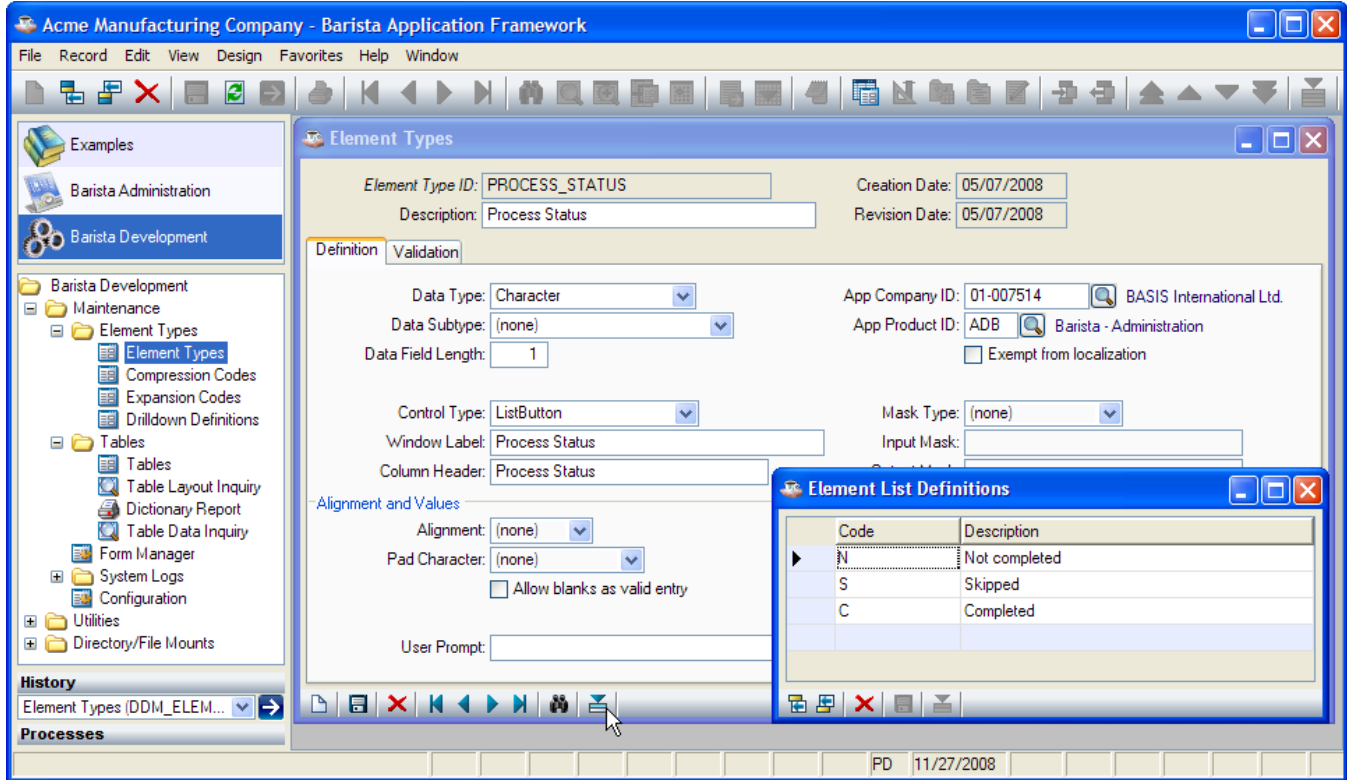 Acme Manufacturing Company - Barista Application Framework
File Record Edit View Design Favorites Help Window
Examples
Barista Administration
Barista Development
Barista Development
Maintenance
Element Types
Element Types
Compression Codes
Expansion Codes
Drilldown Definitions
Tables
Tables
Table Layout Inquiry
Dictionary Report
Table Data Inquiry
Form Manager
System Logs
Configuration
Utilities
Directory/File Mounts
History
Element Types (DDM_ELEM...
Processes
Element Types
Element Type ID: PROCESS_STATUS
Creation Date: 05/07/2008
Description: Process Status
Revision Date: 05/07/2008
Definition Validation
Data Type: Character
App Company ID: 01-007514 BASIS International Ltd.
Data Subtype: (none)
App Product ID: ADB Barista - Administration
Data Field Length: 1
Exempt from localization
Control Type: ListButton
Mask Type: (none)
Window Label: Process Status
Input Mask:
Column Header: Process Status
Alignment and Values
Alignment: (none)
Pad Character: (none)
Allow blanks as valid entry
User Prompt:
Element List Definitions
Code Description
N Not completed
S Skipped
C Completed
PD 11/27/2008